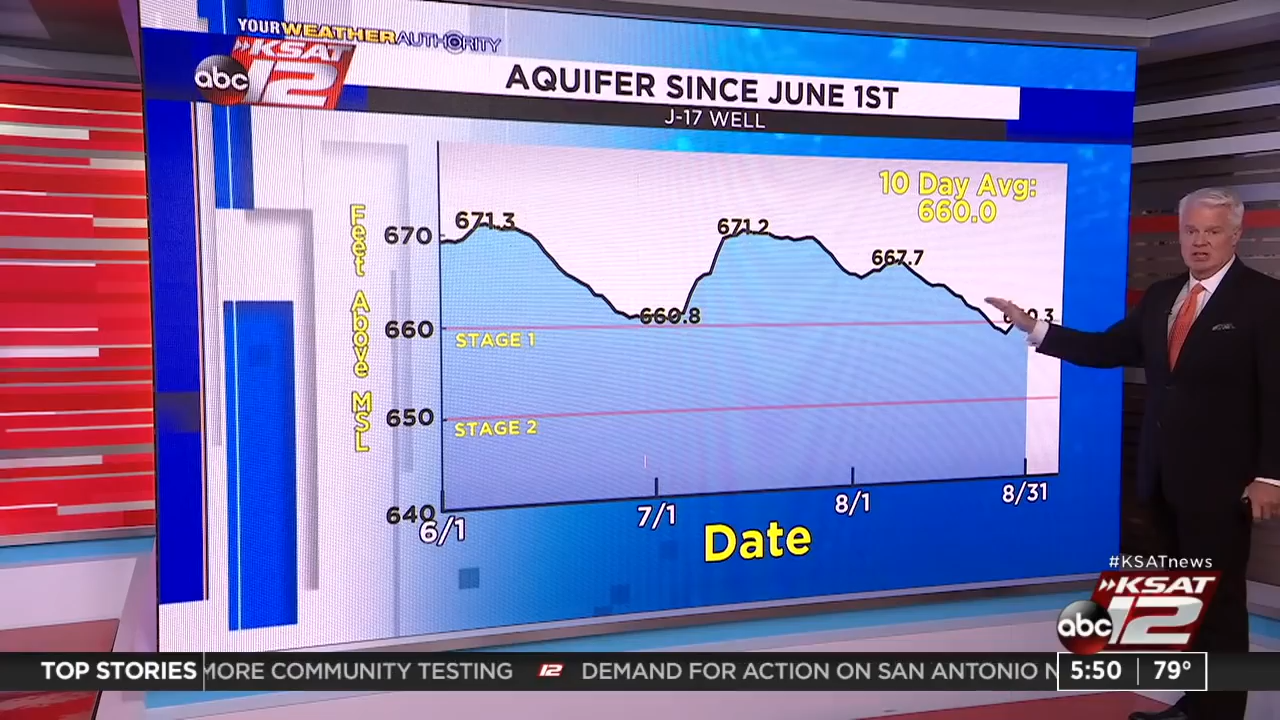 YOUR WEATHER AUTHORITY
KSAT
abc 12
AQUIFER SINCE JUNE 1ST
J-17 WELL
10 Day Avg:
660.0
Feet Above MSL
671.3
671.2
670
667.7
660.8
660
STAGE 1
650
STAGE 2
640
6/1
7/1
8/1
8/31
Date
#KSATnews
KSAT
abc 12
TOP STORIES
MORE COMMUNITY TESTING 12 DEMAND FOR ACTION ON SAN ANTONIO
5:50 79°